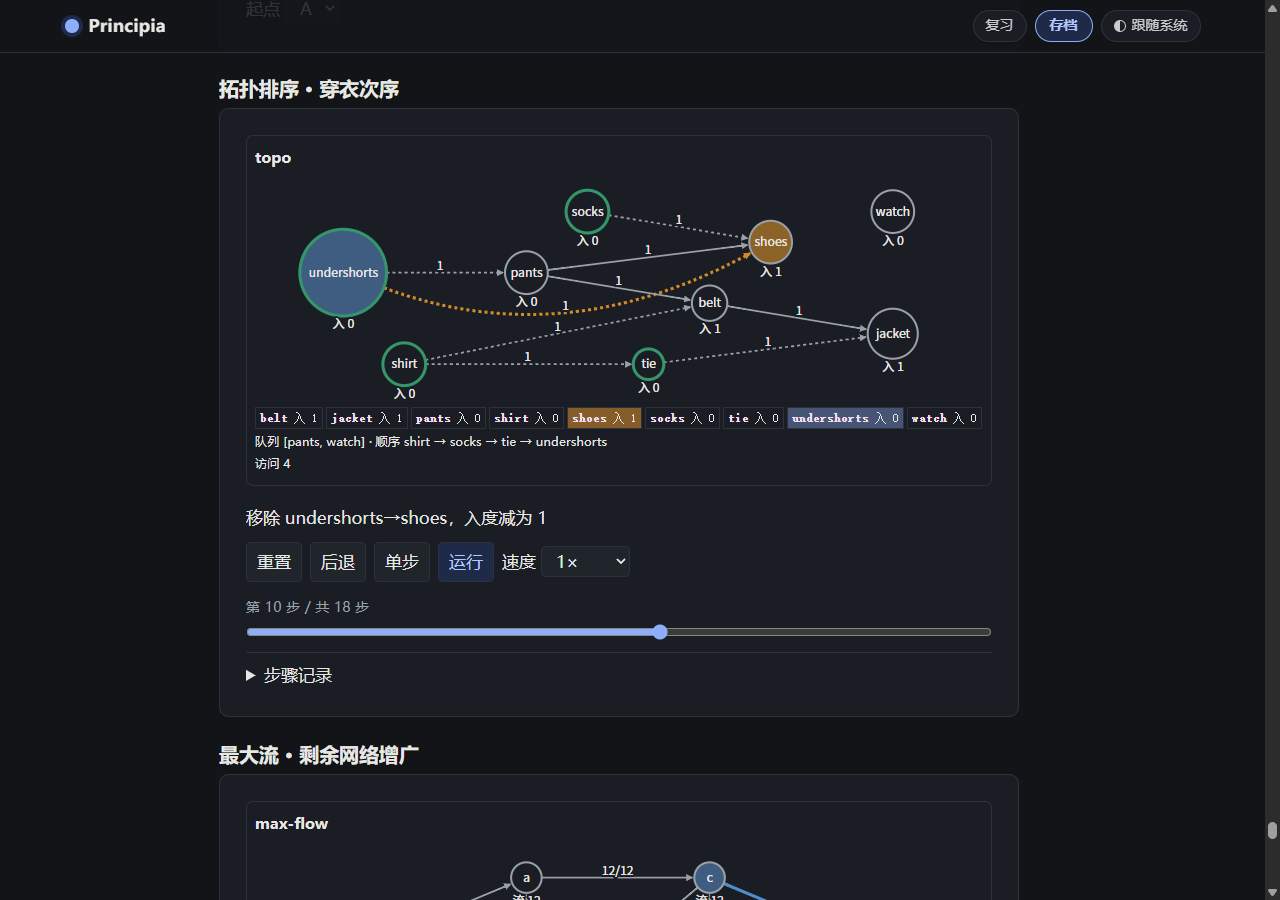 起点 A
Principia
复习 存档 跟随系统
拓扑排序 • 穿衣次序
topo
socks
入 0
watch
入 0
shoes
入 1
undershorts
入 0
pants
入 0
belt
入 1
jacket
入 1
shirt
入 0
tie
入 0
1
1
1
1
1
1
1
1
1
belt 入 1 jacket 入 1 pants 入 0 shirt 入 0 shoes 入 1 socks 入 0 tie 入 0 undershorts 入 0 watch 入 0
队列 [pants, watch] · 顺序 shirt → socks → tie → undershorts
访问 4
移除 undershorts→shoes，入度减为 1
重置 后退 单步 运行 速度 1×
第 10 步 / 共 18 步
步骤记录
最大流 • 剩余网络增广
max-flow
a
12/12
c